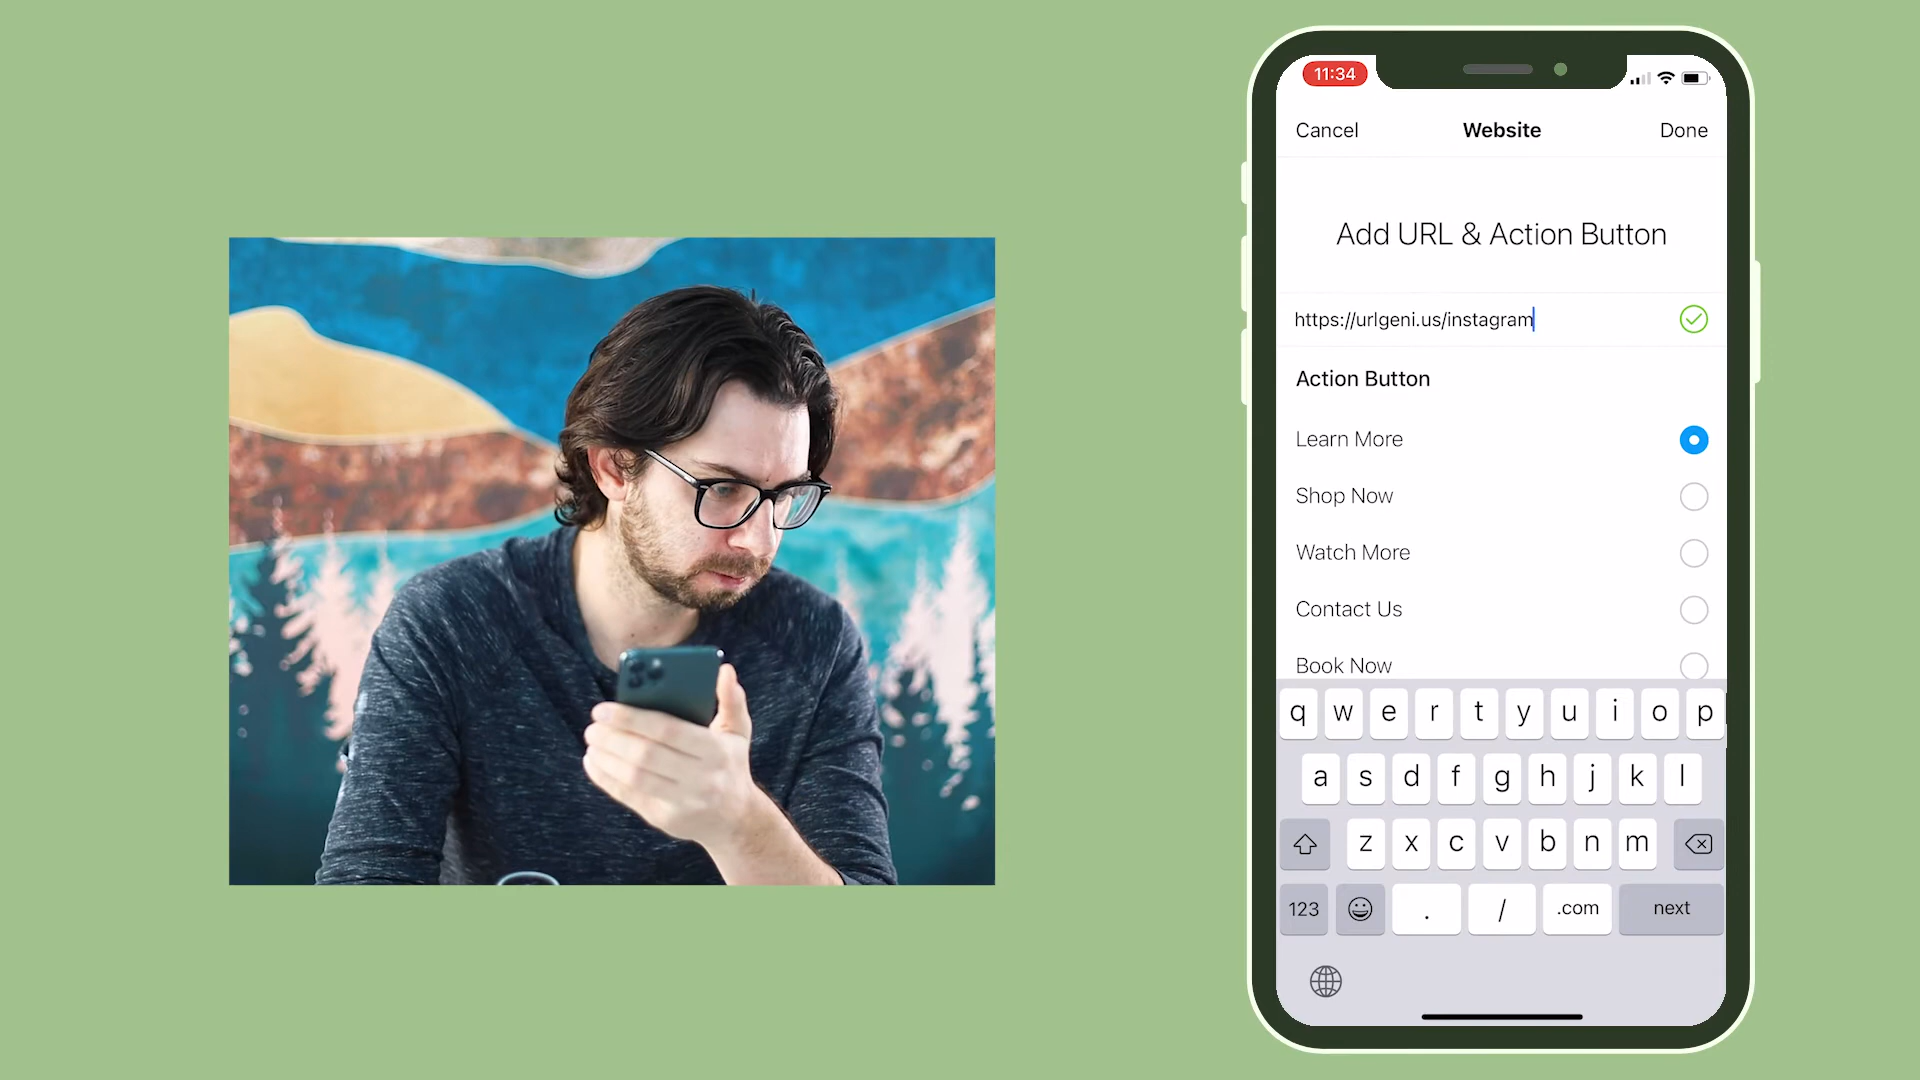 11:34
Cancel Website Done
Add URL & Action Button
https://urlgeni.us/instagram
Action Button
Learn More
Shop Now
Watch More
Contact Us
Book Now
q w e r t y u i o p
a s d f g h j k l
z x c v b n m
123 . / .com next